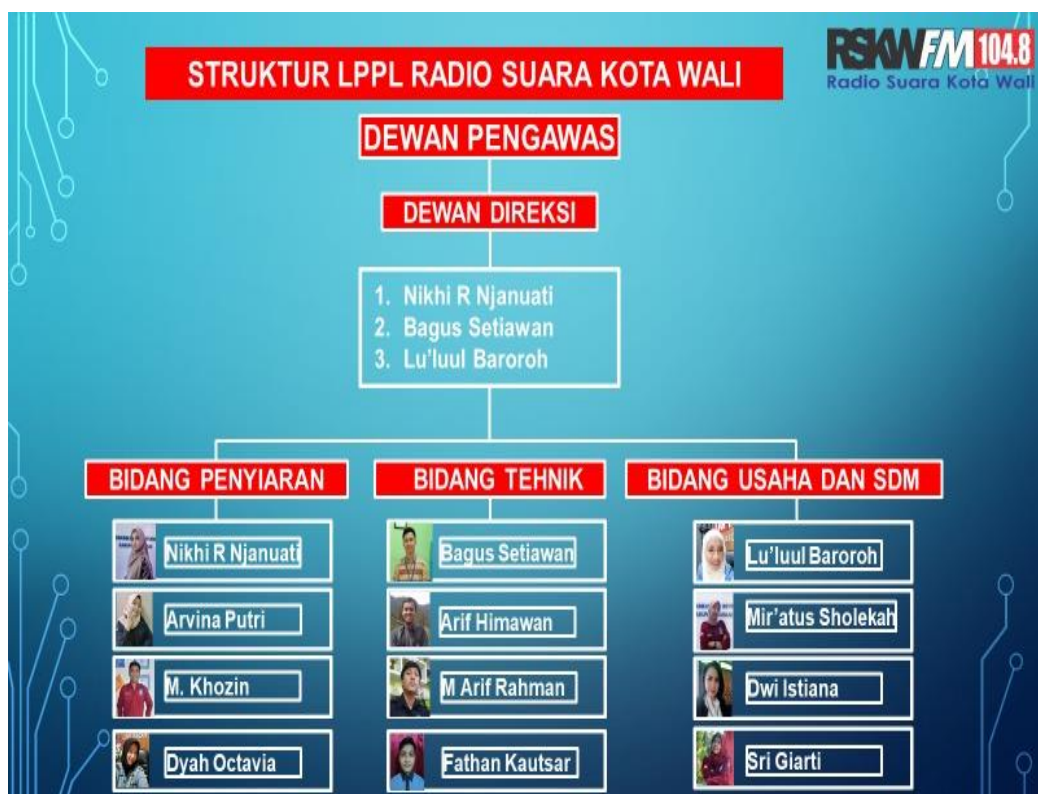 RSKWFM 104.8
Radio Suara Kota Wali
STRUKTUR LPPL RADIO SUARA KOTA WALI
DEWAN PENGAWAS
DEWAN DIREKSI
1. Nikhi R Njanuati
2. Bagus Setiawan
3. Lu'luul Baroroh
BIDANG PENYIARAN
Nikhi R Njanuati
Arvina Putri
M. Khozin
Dyah Octavia
BIDANG TEHNIK
Bagus Setiawan
Arif Himawan
M Arif Rahman
Fathan Kautsar
BIDANG USAHA DAN SDM
Lu'luul Baroroh
Mir'atus Sholekah
Dwi Istiana
Sri Giarti